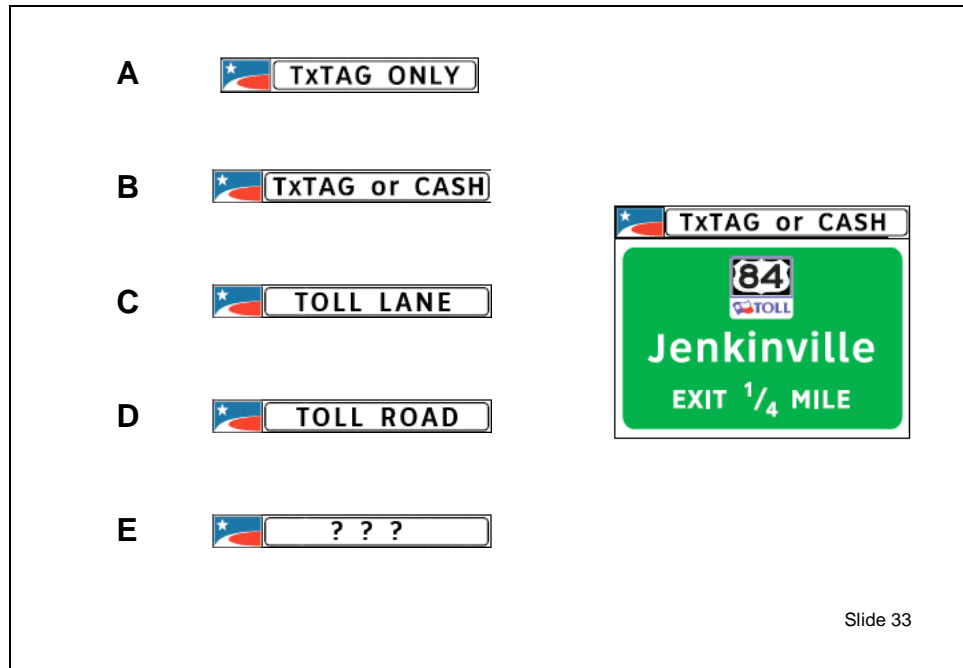 A TxTAG ONLY
B TxTAG or CASH
C TOLL LANE
D TOLL ROAD
E ? ? ?
TxTAG or CASH
84
TOLL
Jenkinville
EXIT 1/4 MILE
Slide 33